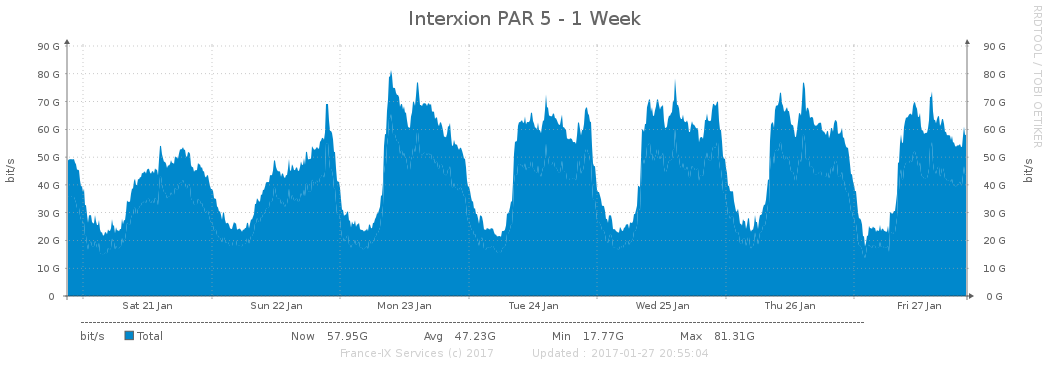 Interxion PAR 5 - 1 Week
RRDTOOL / TOBI OETIKER
bit/s
90 G 90 G
80 G 80 G
70 G 70 G
60 G 60 G
50 G 50 G
40 G 40 G
30 G 30 G
20 G 20 G
10 G 10 G
0 0 G
bit/s
Sat 21 Jan Sun 22 Jan Mon 23 Jan Tue 24 Jan Wed 25 Jan Thu 26 Jan Fri 27 Jan
bit/s Total Now 57.95G Avg 47.23G Min 17.77G Max 81.31G
France-IX Services (c) 2017 Updated : 2017-01-27 20:55:04